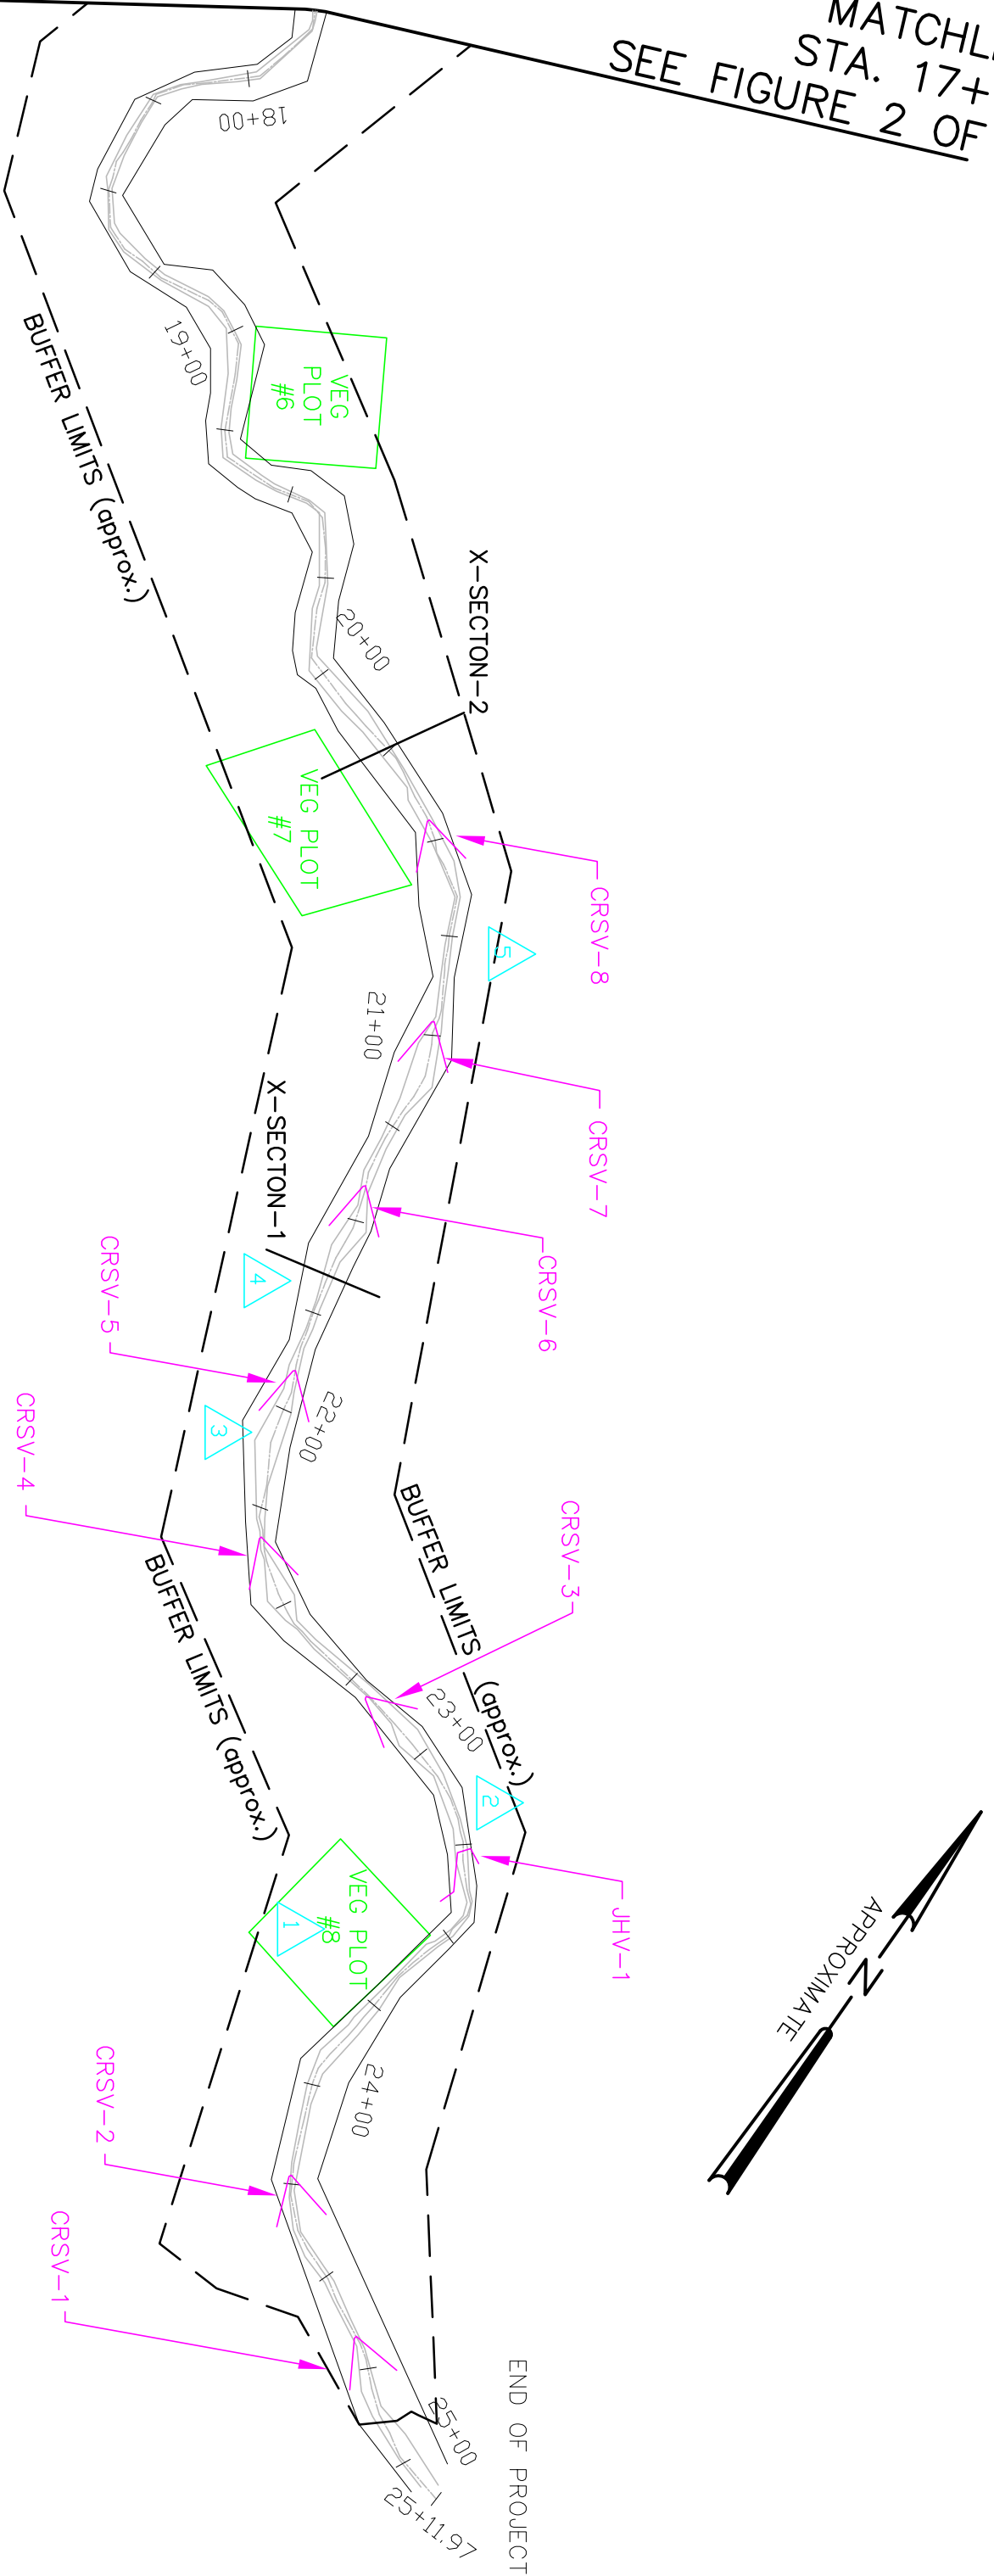 MATCHLI
STA. 17+
SEE FIGURE 2 OF
18+00
19+00
BUFFER LIMITS (approx.)
VEG
PLOT
#6
20+00
X-SECTON-2
VEG PLOT
#7
CRSV-8
5
21+00
CRSV-7
X-SECTON-1
4
CRSV-6
CRSV-5
3
22+00
CRSV-4
BUFFER LIMITS (approx.)
CRSV-3
BUFFER LIMITS (approx.)
23+00
2
JHV-1
VEG PLOT
#8
1
N
APPROXIMATE
24+00
CRSV-2
CRSV-1
25+00
25+11.97
END OF PROJECT